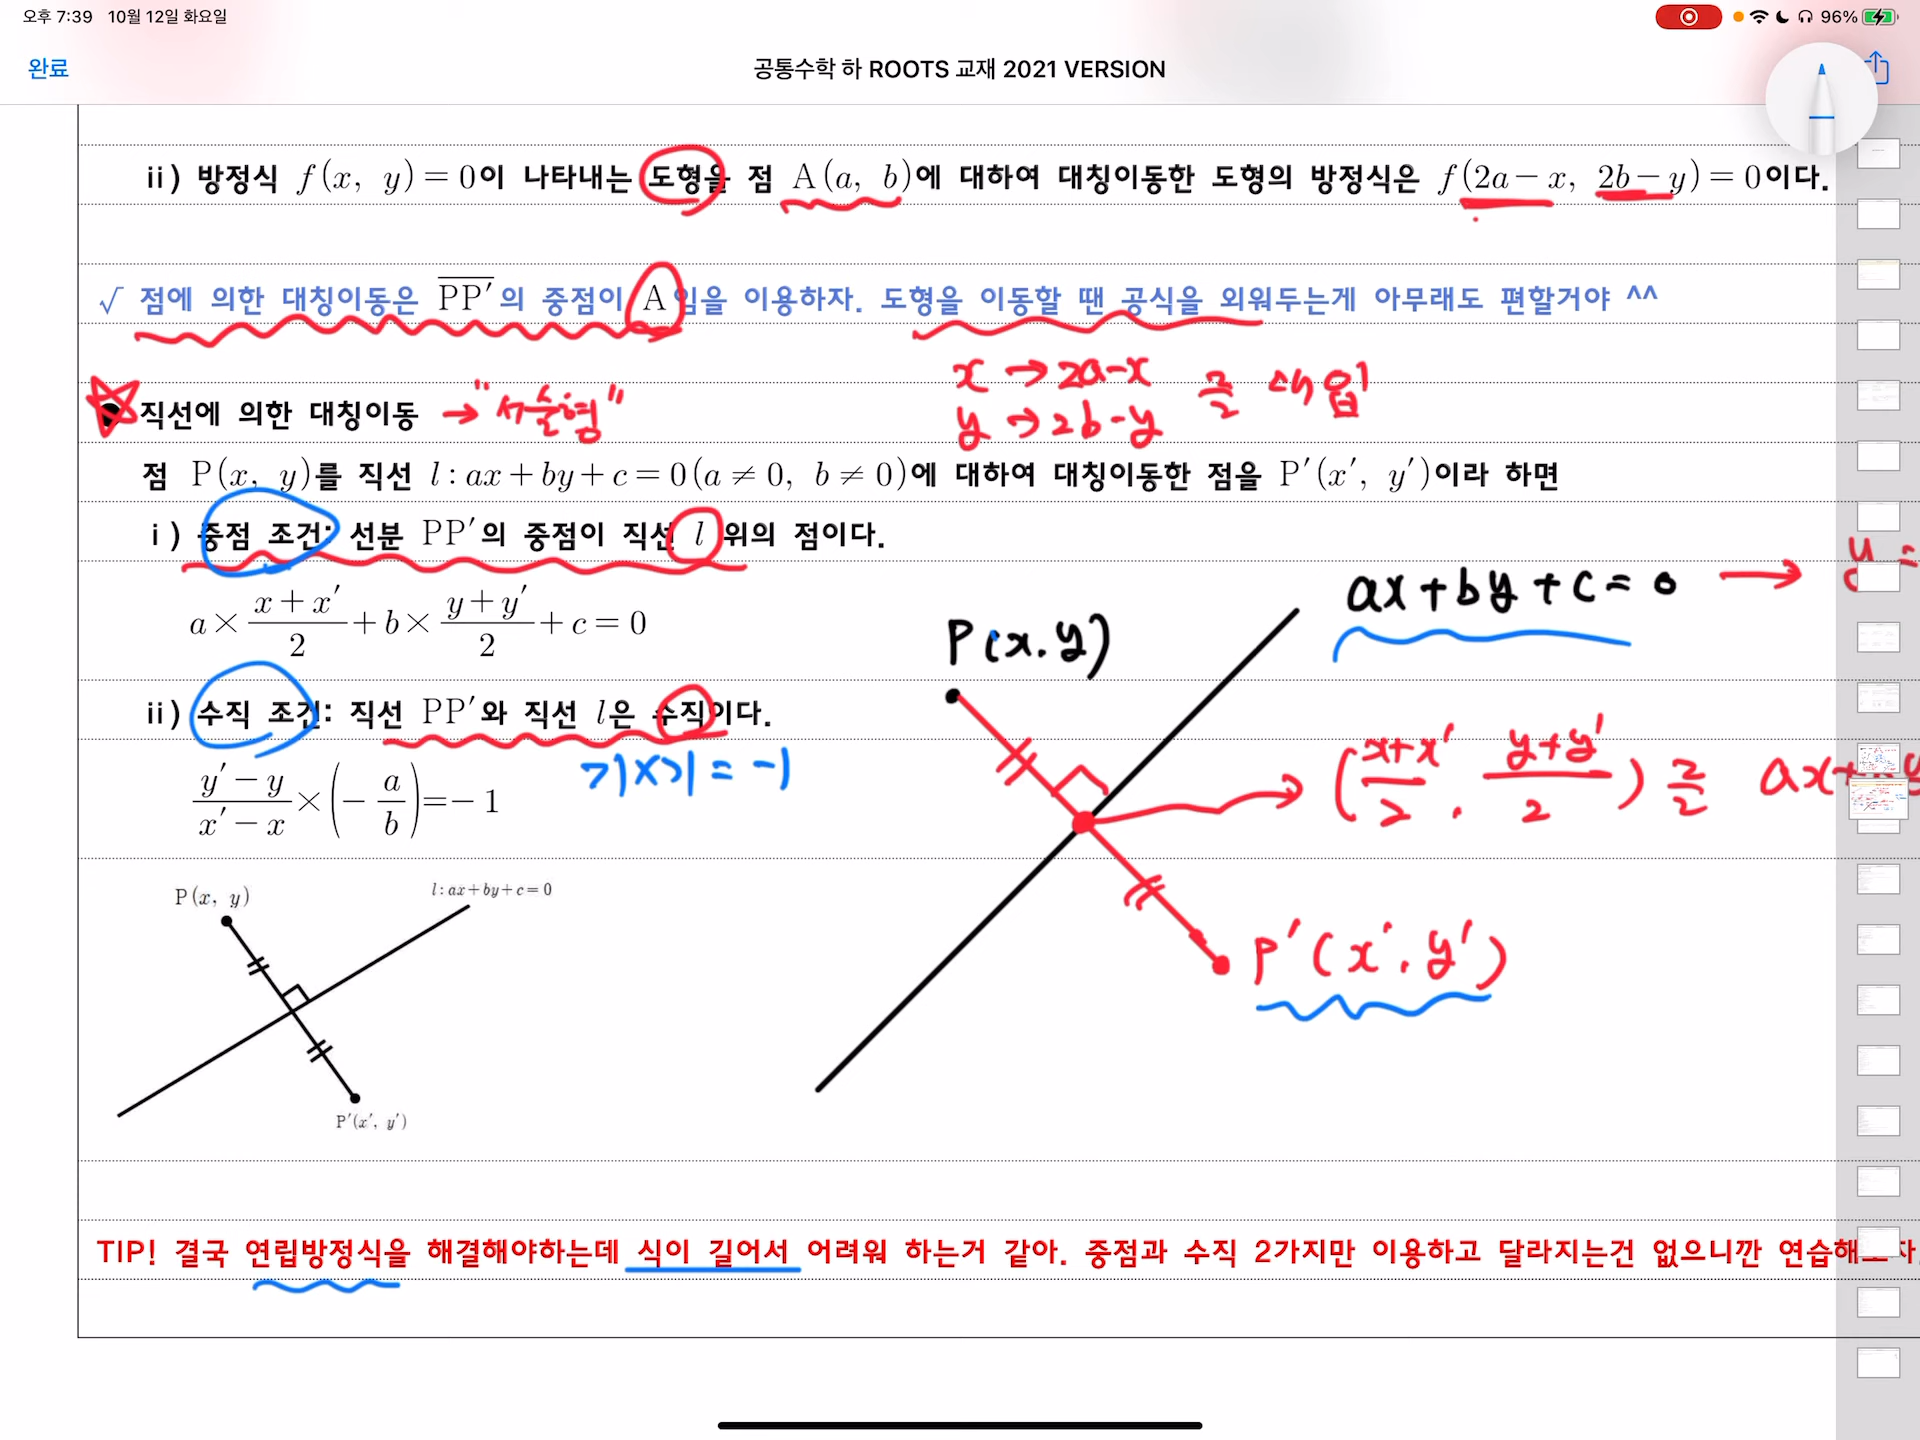 오후 7:39 10월 12일 화요일 96%
완료 공통수학 하 ROOTS 교재 2021 VERSION
ii) 방정식 f(x, y)=0이 나타내는 도형을 점 A(a, b)에 대하여 대칭이동한 도형의 방정식은 f(2a-x, 2b-y)=0이다.
√ 점에 의한 대칭이동은 PP′의 중점이 A임을 이용하자. 도형을 이동할 땐 공식을 외워두는게 아무래도 편할거야 ^^
x → 2a-x 를 대입
y → 2b-y
● 직선에 의한 대칭이동 → "서술형"
점 P(x, y)를 직선 l : ax+by+c=0(a≠0, b≠0)에 대하여 대칭이동한 점을 P′(x′, y′)이라 하면
i) 중점 조건: 선분 PP′의 중점이 직선 l 위의 점이다.
a× (x+x′)/2 +b× (y+y′)/2 +c=0
ax+by+c=0 → y=
P(x.y)
ii) 수직 조건: 직선 PP′와 직선 l은 수직이다.
(y′-y)/(x′-x) ×(- a/b)=-1
기×기=-1
((x+x′)/2 , (y+y′)/2) 를
P′(x′, y′)
P(x, y)
l : ax+by+c=0
P′(x′, y′)
TIP! 결국 연립방정식을 해결해야하는데 식이 길어서 어려워 하는거 같아. 중점과 수직 2가지만 이용하고 달라지는건 없으니까